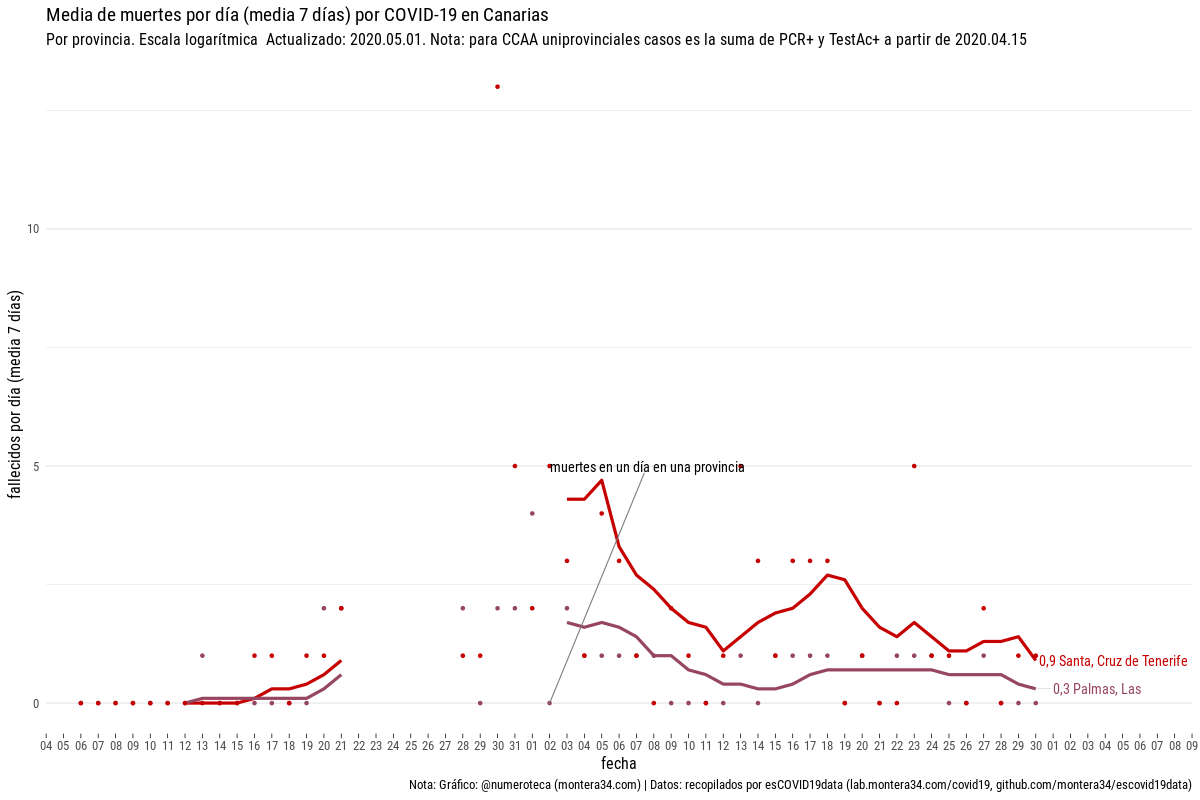 Media de muertes por día (media 7 días) por COVID-19 en Canarias
Por provincia. Escala logarítmica  Actualizado: 2020.05.01. Nota: para CCAA uniprovinciales casos es la suma de PCR+ y TestAc+ a partir de 2020.04.15
fallecidos por día (media 7 días)
10
5
0
muertes en un día en una provincia
0,9 Santa, Cruz de Tenerife
0,3 Palmas, Las
04 05 06 07 08 09 10 11 12 13 14 15 16 17 18 19 20 21 22 23 24 25 26 27 28 29 30 31 01 02 03 04 05 06 07 08 09 10 11 12 13 14 15 16 17 18 19 20 21 22 23 24 25 26 27 28 29 30 01 02 03 04 05 06 07 08 09
fecha
Nota: Gráfico: @numeroteca (montera34.com) | Datos: recopilados por esCOVID19data (lab.montera34.com/covid19, github.com/montera34/escovid19data)